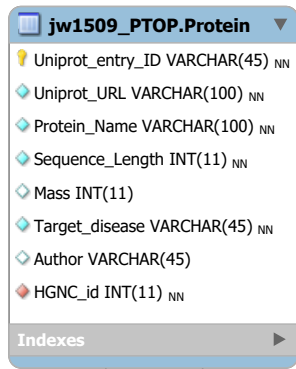 jw1509_PTOP.Protein
Uniprot_entry_ID VARCHAR(45) NN
Uniprot_URL VARCHAR(100) NN
Protein_Name VARCHAR(100) NN
Sequence_Length INT(11) NN
Mass INT(11)
Target_disease VARCHAR(45) NN
Author VARCHAR(45)
HGNC_id INT(11) NN
Indexes